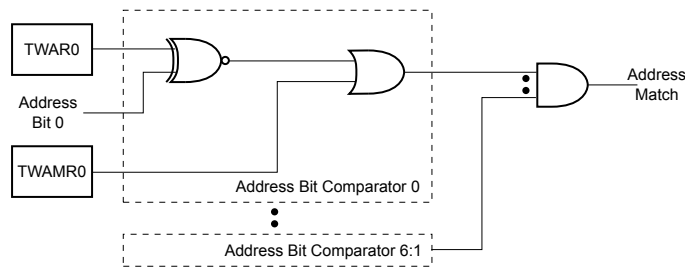 TWAR0
Address
Bit 0
TWAMR0
Address Bit Comparator 0
Address Bit Comparator 6:1
Address
Match